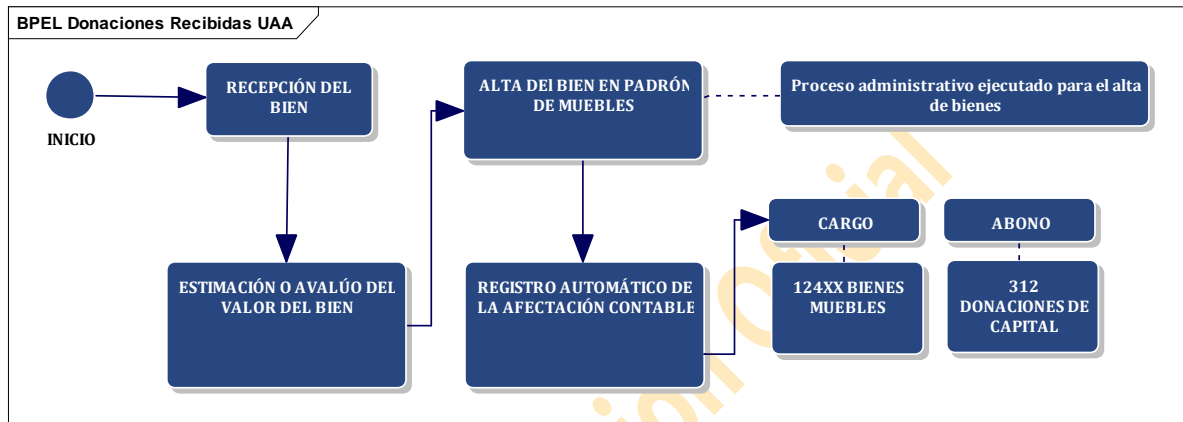 BPEL Donaciones Recibidas UAA
INICIO
RECEPCIÓN DEL
BIEN
ESTIMACIÓN O AVALÚO DEL
VALOR DEL BIEN
ALTA DEl BIEN EN PADRÓN
DE MUEBLES
Proceso administrativo ejecutado para el alta
de bienes
REGISTRO AUTOMÁTICO DE
LA AFECTACIÓN CONTABLE
CARGO
124XX BIENES
MUEBLES
ABONO
312
DONACIONES DE
CAPITAL
Oficial